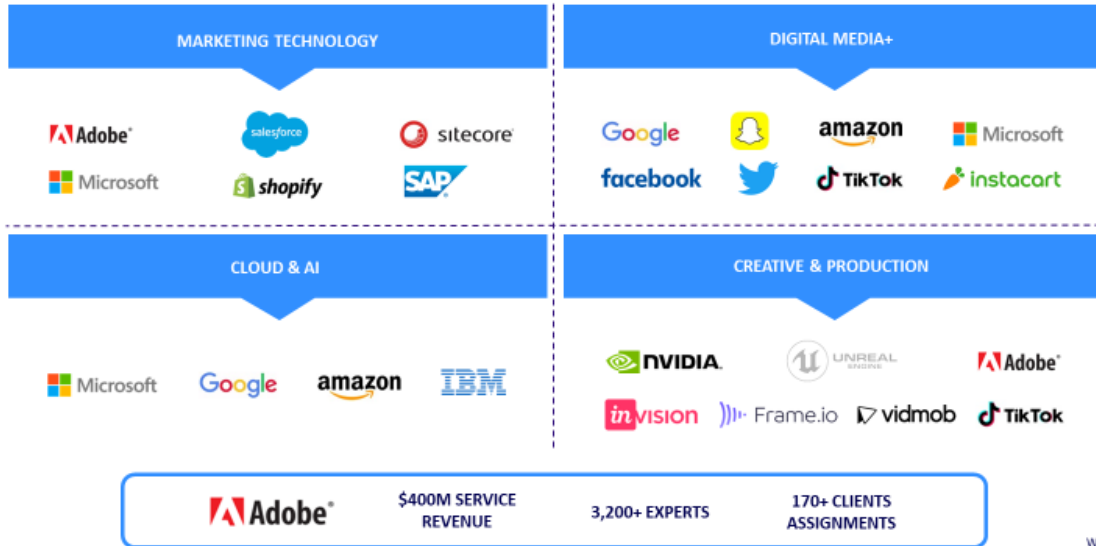 MARKETING TECHNOLOGY
DIGITAL MEDIA+
Adobe®
salesforce
sitecore
Microsoft
shopify
SAP
Google
amazon
Microsoft
facebook
TikTok
instacart
CLOUD & AI
CREATIVE & PRODUCTION
Microsoft
Google
amazon
IBM
NVIDIA.
UNREAL
ENGINE
Adobe®
invision
Frame.io
vidmob
TikTok
Adobe®
$400M SERVICE
REVENUE
3,200+ EXPERTS
170+ CLIENTS
ASSIGNMENTS
W